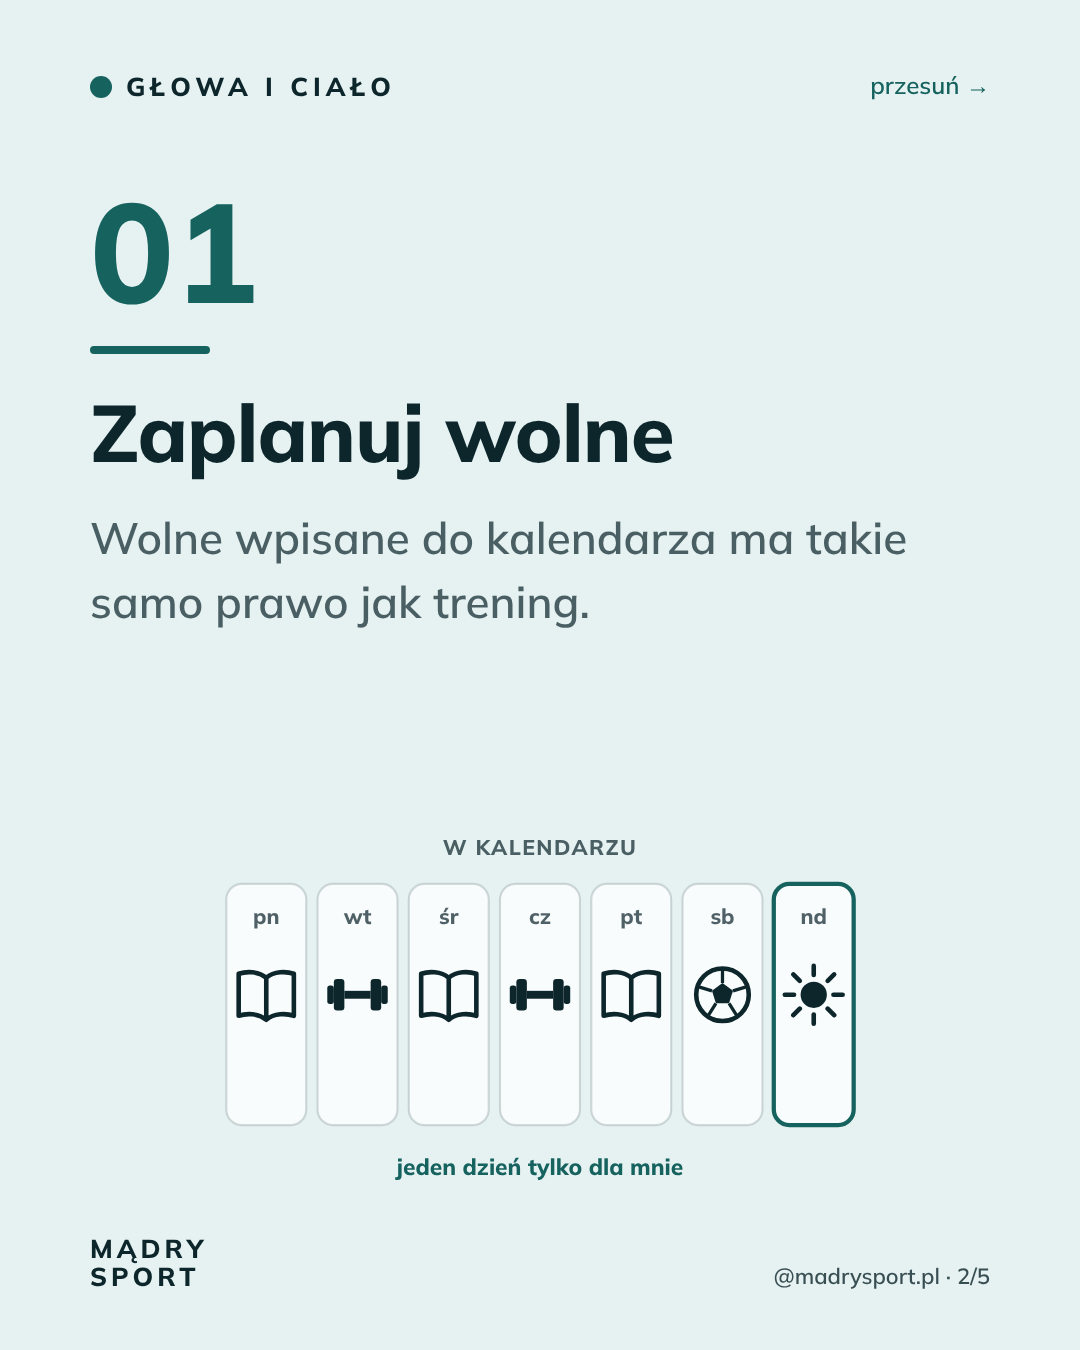 GŁOWA I CIAŁO
przesuń →
01
Zaplanuj wolne
Wolne wpisane do kalendarza ma takie
samo prawo jak trening.
W KALENDARZU
pn wt śr cz pt sb nd
jeden dzień tylko dla mnie
MĄDRY
SPORT
@madrysport.pl · 2/5